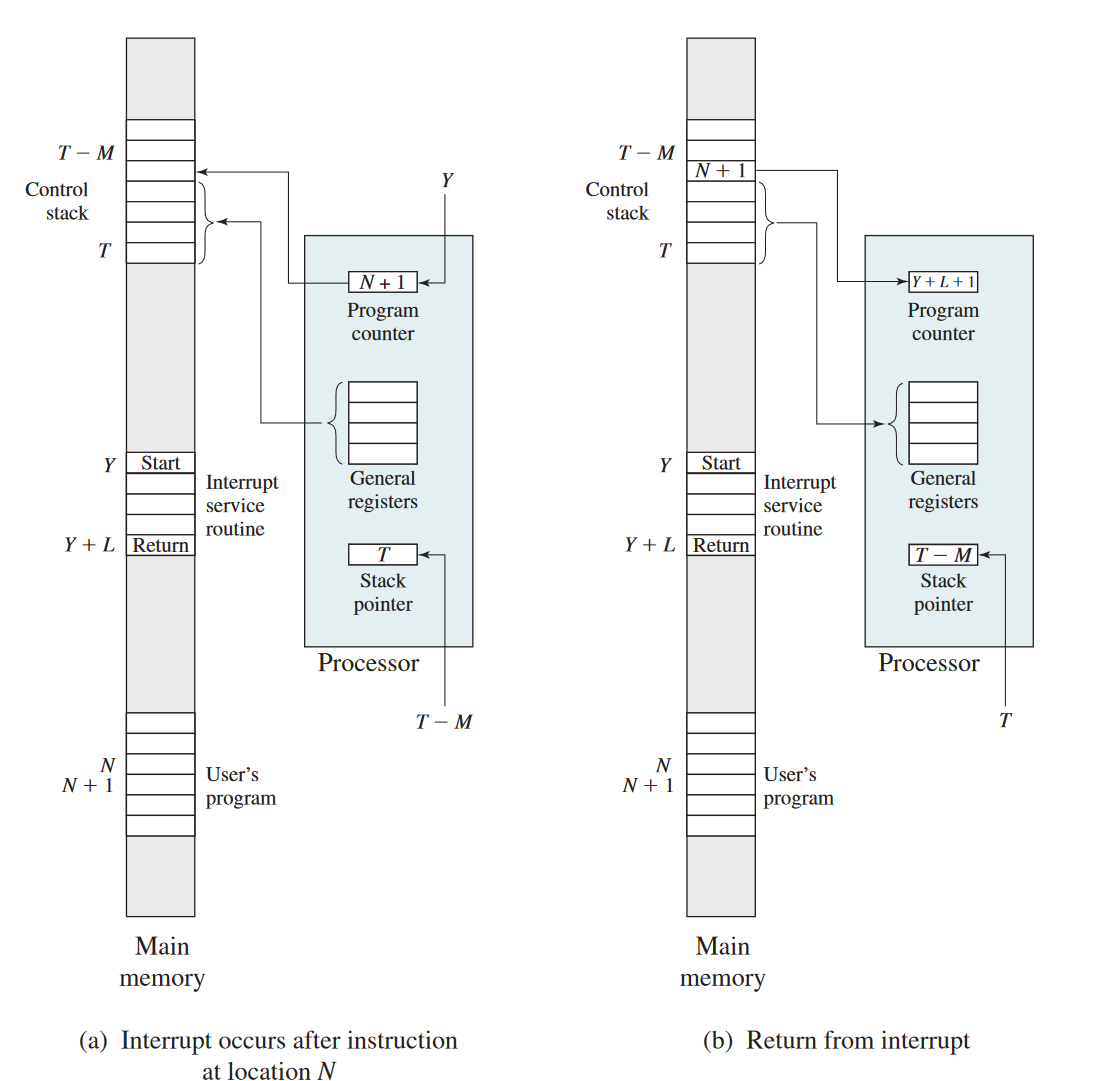 T − M
Control
stack
T
Y
N + 1
Program
counter
General
registers
Y
Start
Interrupt
service
routine
Y + L
Return
T
Stack
pointer
Processor
T − M
N
N + 1
User's
program
Main
memory
(a) Interrupt occurs after instruction
at location N
T − M
N + 1
Control
stack
T
Y + L + 1
Program
counter
General
registers
Y
Start
Interrupt
service
routine
Y + L
Return
T − M
Stack
pointer
Processor
T
N
N + 1
User's
program
Main
memory
(b) Return from interrupt